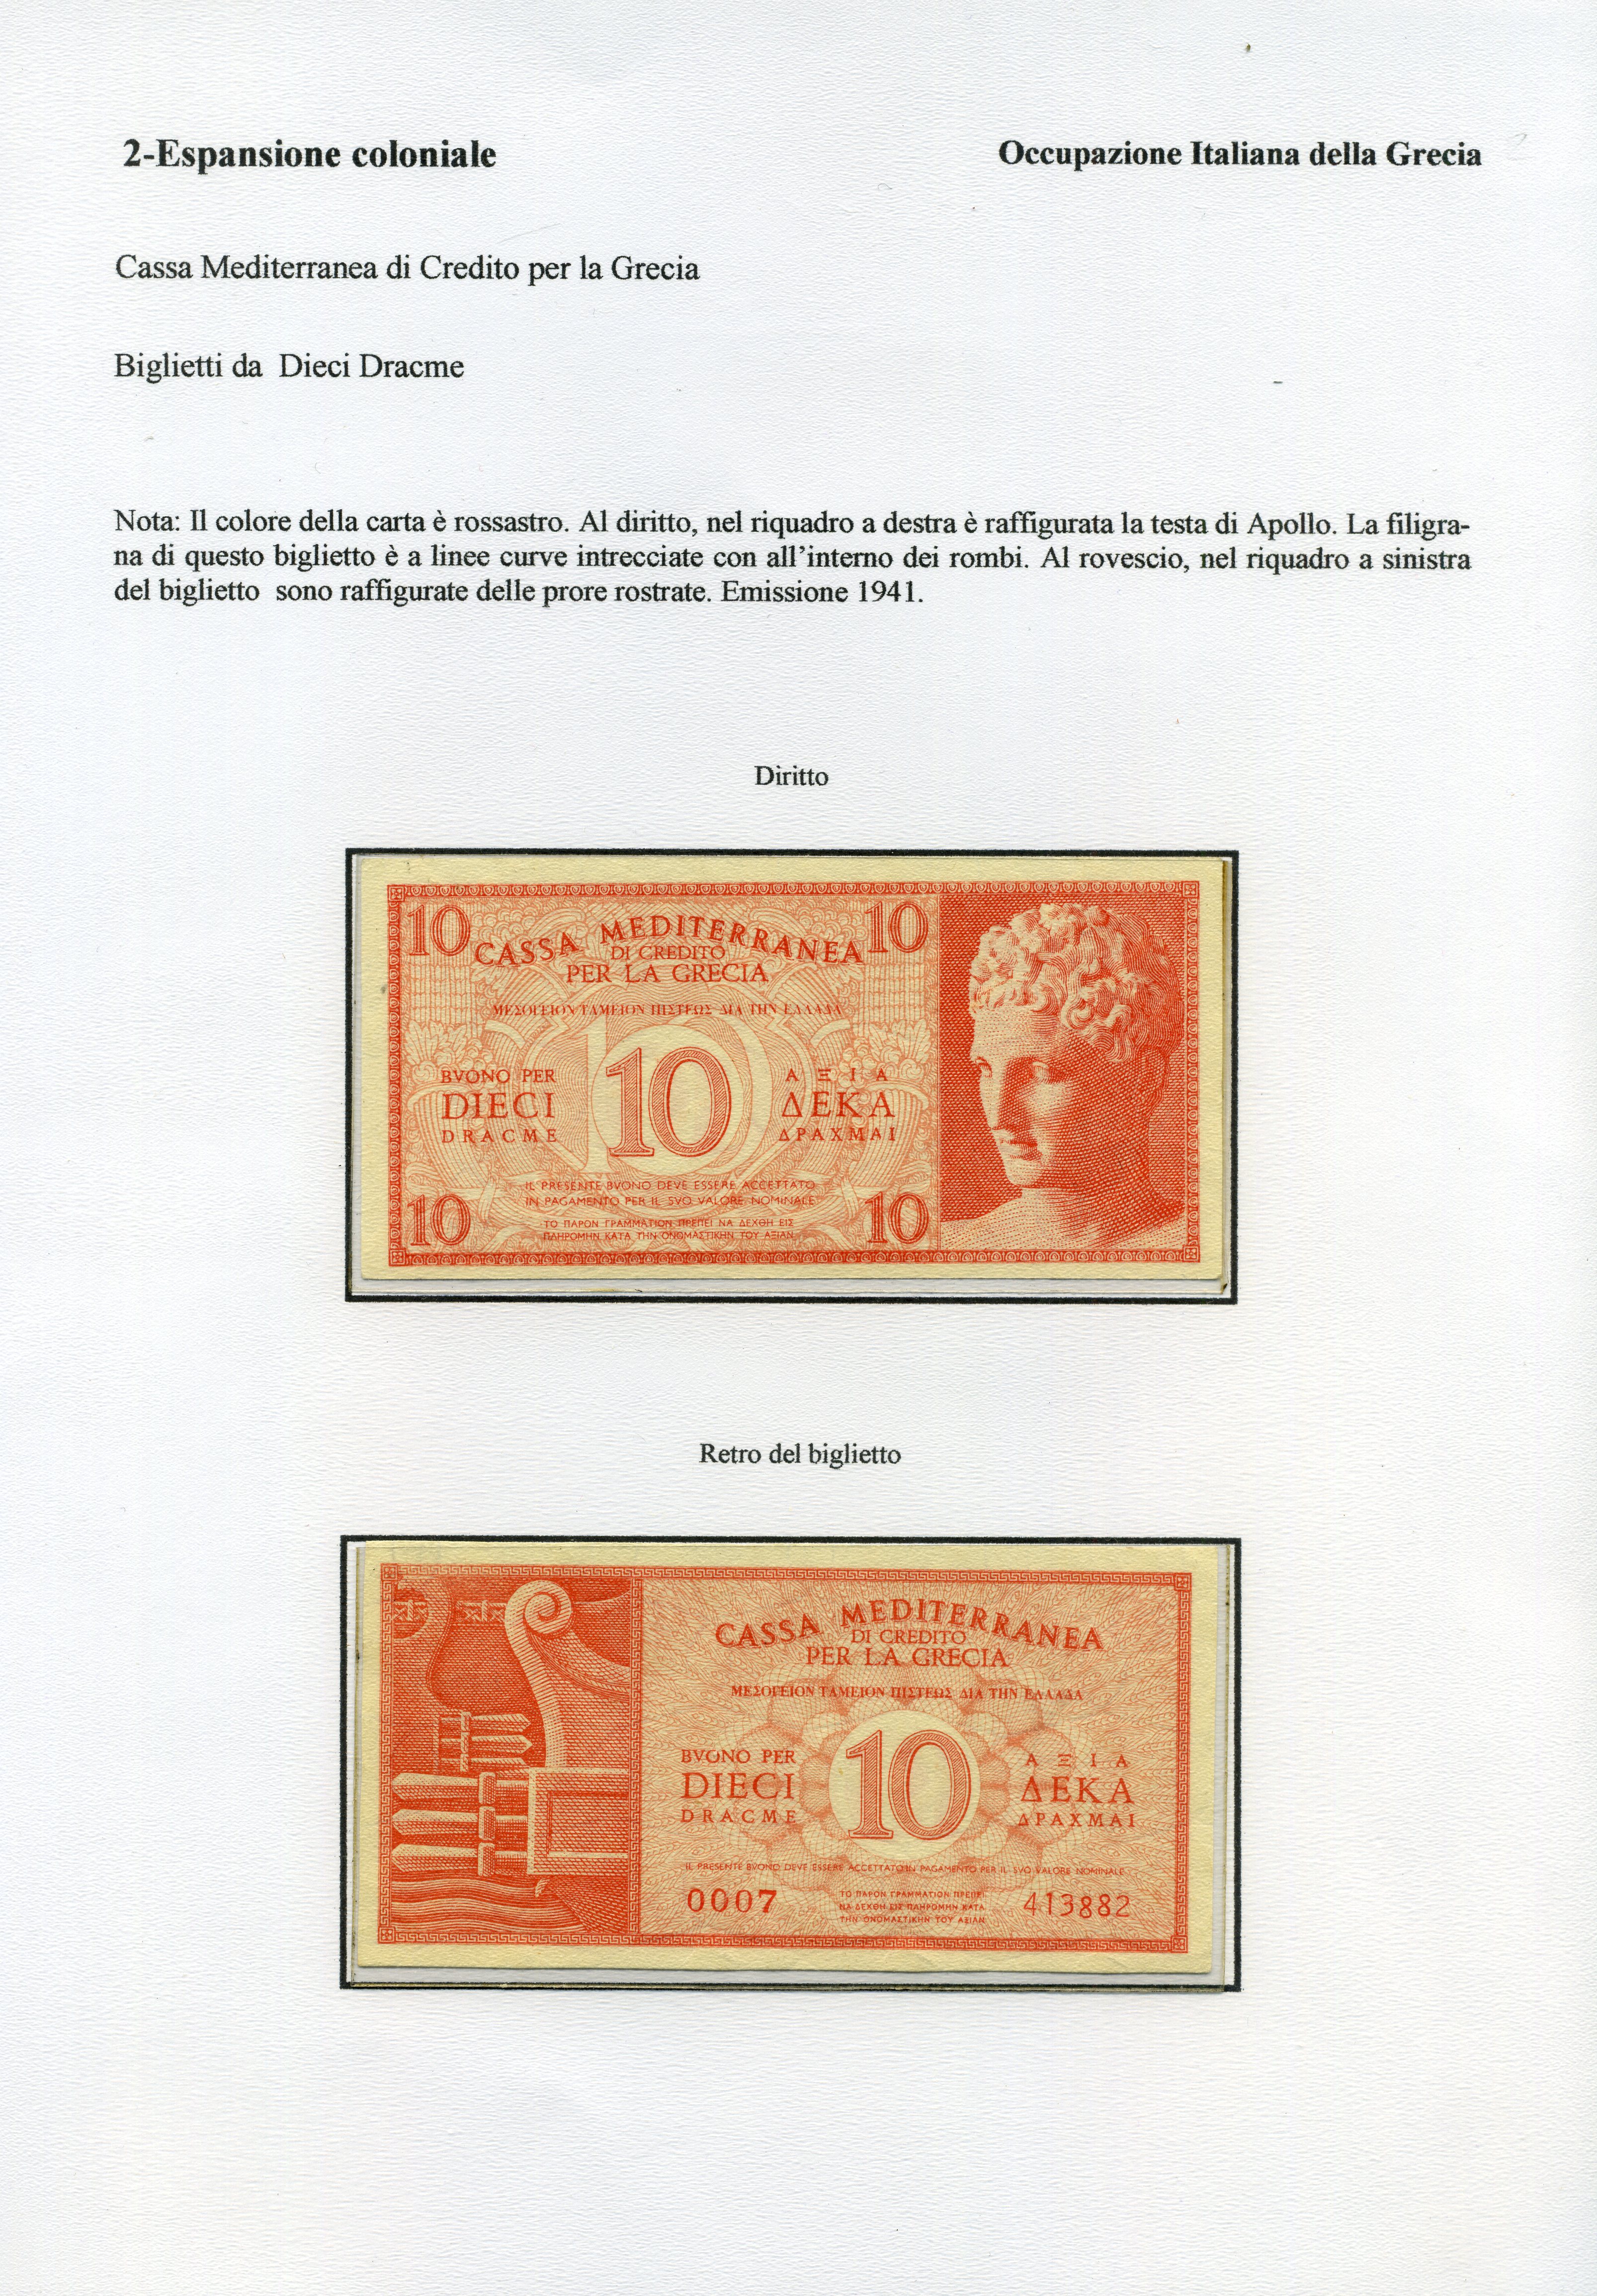 2-Espansione coloniale
Occupazione Italiana della Grecia
Cassa Mediterranea di Credito per la Grecia
Biglietti da Dieci Dracme
Nota: Il colore della carta è rossastro. Al diritto, nel riquadro a destra è raffigurata la testa di Apollo. La filigra-
na di questo biglietto è a linee curve intrecciate con all'interno dei rombi. Al rovescio, nel riquadro a sinistra
del biglietto sono raffigurate delle prore rostrate. Emissione 1941.
Diritto
10
10
CASSA MEDITERRANEA
DI CREDITO
PER LA GRECIA
ΜΕΣΟΓΕΙΟΝ ΤΑΜΕΙΟΝ ΠΙΣΤΕΩΣ ΔΙΑ ΤΗΝ ΕΛΛΑΔΑ
BVONO PER
DIECI
DRACME
10
ΑΞΙΑ
ΔΕΚΑ
ΔΡΑΧΜΑΙ
IL PRESENTE BVONO DEVE ESSERE ACCETTATO
IN PAGAMENTO PER IL SVO VALORE NOMINALE
ΤΟ ΠΑΡΟΝ ΓΡΑΜΜΑΤΙΟΝ ΠΡΕΠΕΙ ΝΑ ΔΕΧΘΗ ΕΙΣ
ΠΛΗΡΟΜΗΝ ΚΑΤΑ ΤΗΝ ΟΝΟΜΑΣΤΙΚΗΝ ΤΟΥ ΑΞΙΑΝ
10
10
Retro del biglietto
CASSA MEDITERRANEA
DI CREDITO
PER LA GRECIA
ΜΕΣΟΓΕΙΟΝ ΤΑΜΕΙΟΝ ΠΙΣΤΕΩΣ ΔΙΑ ΤΗΝ ΕΛΛΑΔΑ
BVONO PER
DIECI
DRACME
10
ΑΞΙΑ
ΔΕΚΑ
ΔΡΑΧΜΑΙ
IL PRESENTE BVONO DEVE ESSERE ACCETTATO IN PAGAMENTO PER IL SVO VALORE NOMINALE
0007
ΤΟ ΠΑΡΟΝ ΓΡΑΜΜΑΤΙΟΝ ΠΡΕΠΕΙ
ΝΑ ΔΕΧΘΗ ΕΙΣ ΠΛΗΡΟΜΗΝ ΚΑΤΑ
ΤΗΝ ΟΝΟΜΑΣΤΙΚΗΝ ΤΟΥ ΑΞΙΑΝ
413882